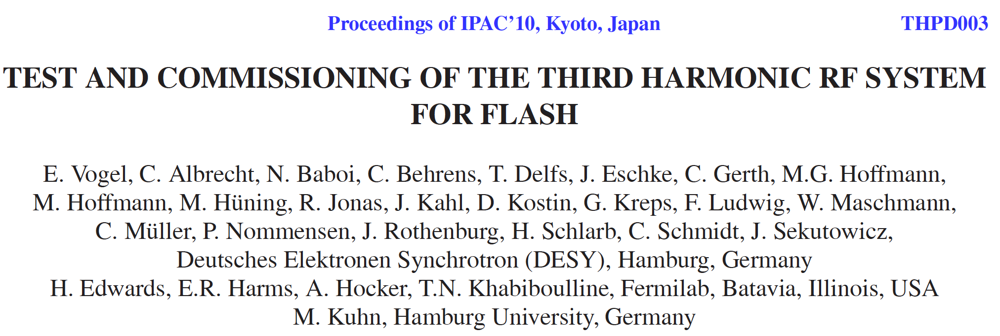 Proceedings of IPAC’10, Kyoto, Japan THPD003
TEST AND COMMISSIONING OF THE THIRD HARMONIC RF SYSTEM
FOR FLASH
E. Vogel, C. Albrecht, N. Baboi, C. Behrens, T. Delfs, J. Eschke, C. Gerth, M.G. Hoffmann,
M. Hoffmann, M. Hüning, R. Jonas, J. Kahl, D. Kostin, G. Kreps, F. Ludwig, W. Maschmann,
C. Müller, P. Nommensen, J. Rothenburg, H. Schlarb, C. Schmidt, J. Sekutowicz,
Deutsches Elektronen Synchrotron (DESY), Hamburg, Germany
H. Edwards, E.R. Harms, A. Hocker, T.N. Khabiboulline, Fermilab, Batavia, Illinois, USA
M. Kuhn, Hamburg University, Germany